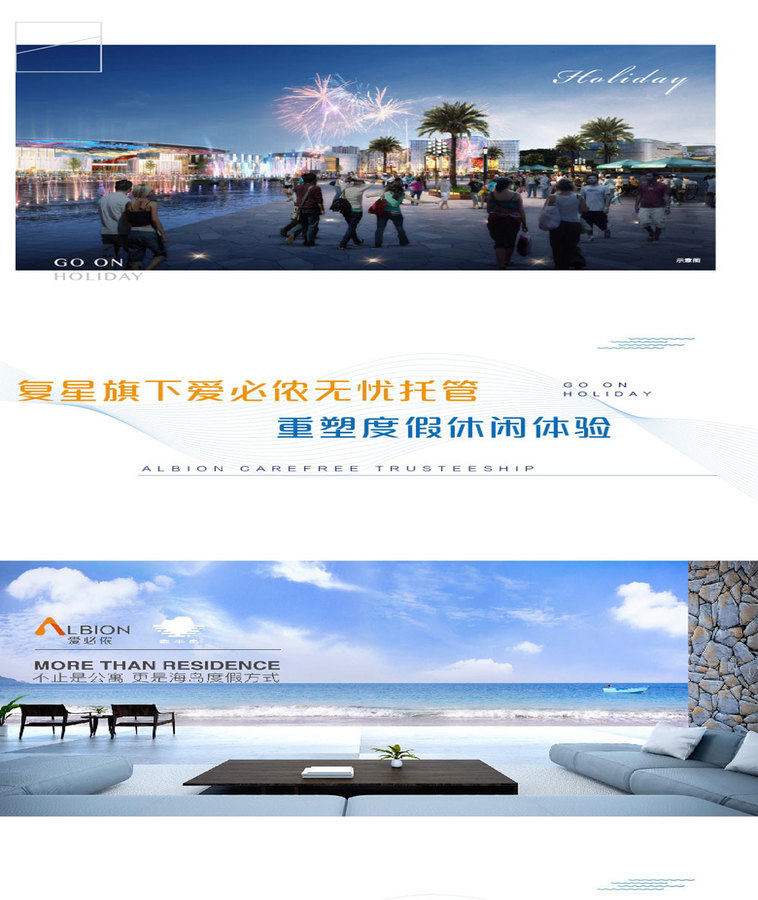 Holiday
GO ON
HOLIDAY
示意图
GO ON
HOLIDAY
复星旗下爱必侬无忧托管
重塑度假休闲体验
ALBION CAREFREE TRUSTEESHIP
ALBION
爱必侬
MORE THAN RESIDENCE
不止是公寓 更是海岛度假方式